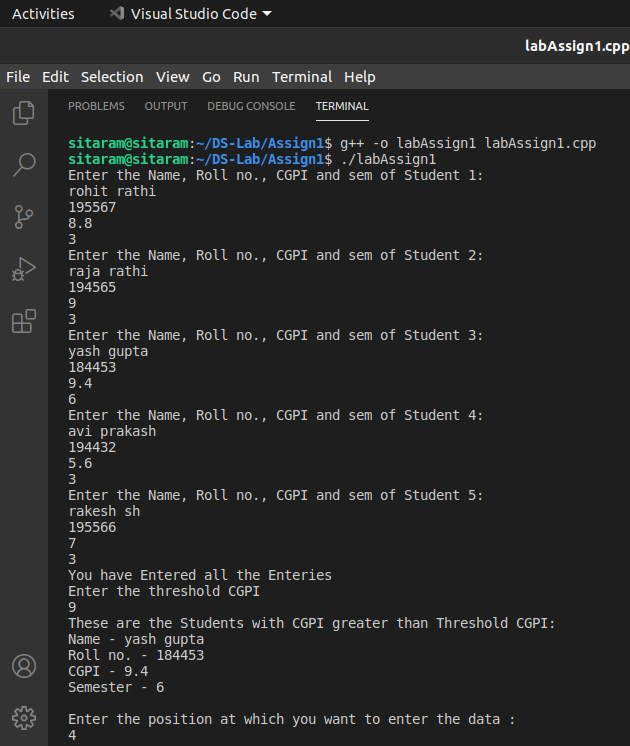 Activities Visual Studio Code
labAssign1.cpp
File Edit Selection View Go Run Terminal Help
PROBLEMS OUTPUT DEBUG CONSOLE TERMINAL
sitaram@sitaram:~/DS-Lab/Assign1$ g++ -o labAssign1 labAssign1.cpp
sitaram@sitaram:~/DS-Lab/Assign1$ ./labAssign1
Enter the Name, Roll no., CGPI and sem of Student 1:
rohit rathi
195567
8.8
3
Enter the Name, Roll no., CGPI and sem of Student 2:
raja rathi
194565
9
3
Enter the Name, Roll no., CGPI and sem of Student 3:
yash gupta
184453
9.4
6
Enter the Name, Roll no., CGPI and sem of Student 4:
avi prakash
194432
5.6
3
Enter the Name, Roll no., CGPI and sem of Student 5:
rakesh sh
195566
7
3
You have Entered all the Enteries
Enter the threshold CGPI
9
These are the Students with CGPI greater than Threshold CGPI:
Name - yash gupta
Roll no. - 184453
CGPI - 9.4
Semester - 6
Enter the position at which you want to enter the data :
4